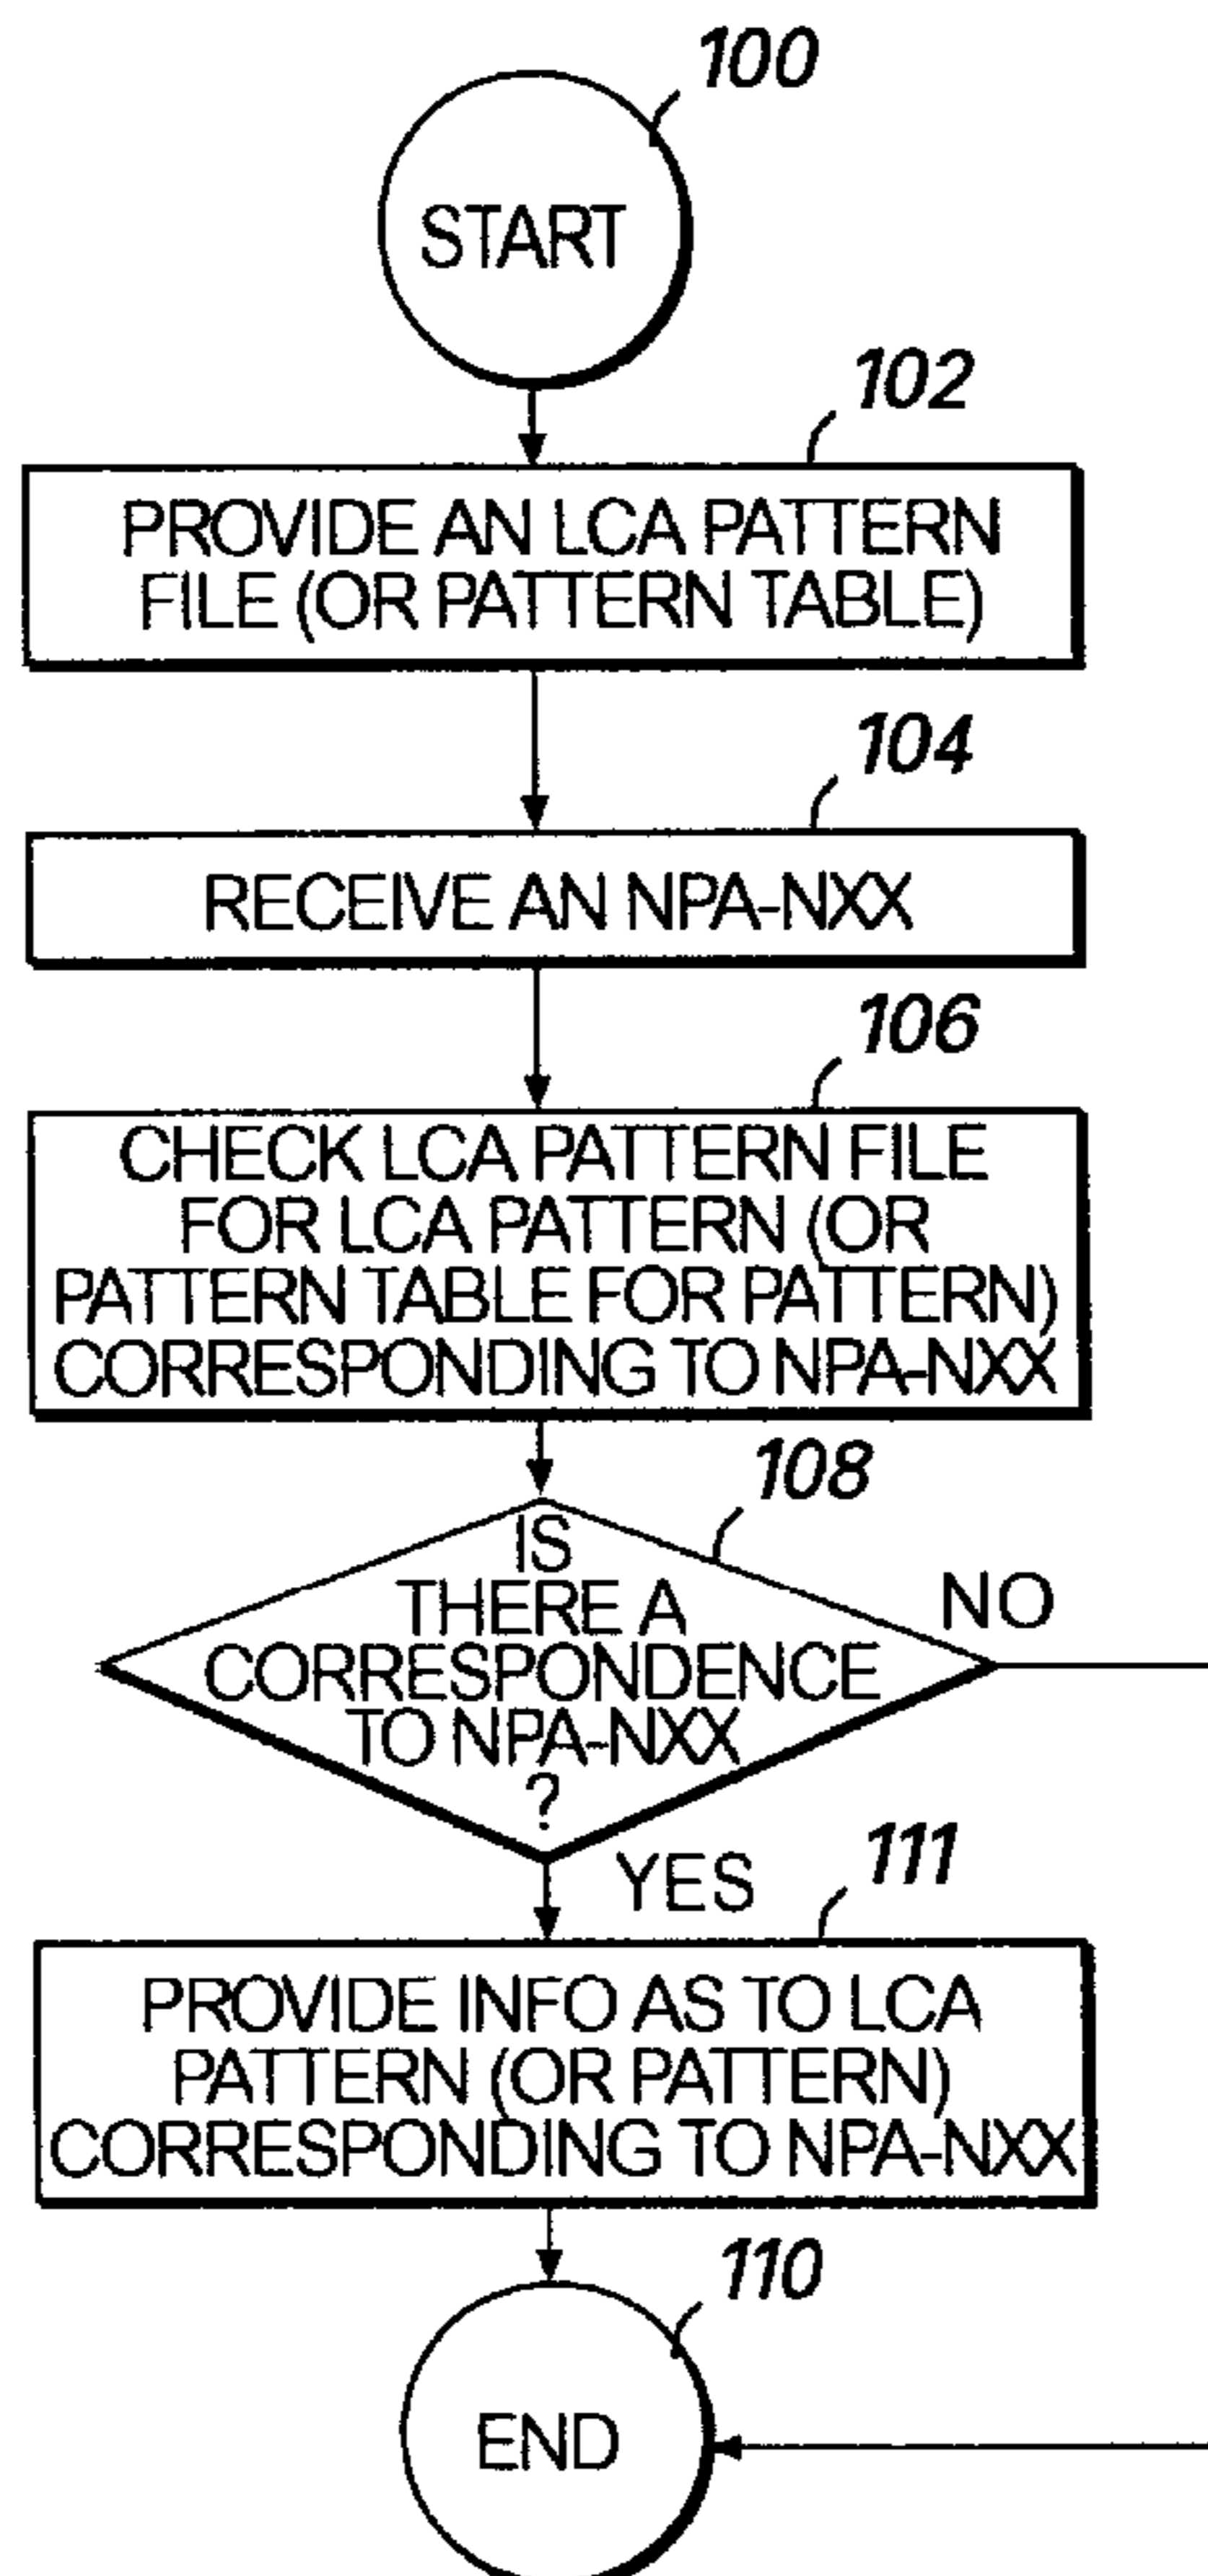 100
START
102
PROVIDE AN LCA PATTERN
FILE (OR PATTERN TABLE)
104
RECEIVE AN NPA-NXX
106
CHECK LCA PATTERN FILE
FOR LCA PATTERN (OR
PATTERN TABLE FOR PATTERN)
CORRESPONDING TO NPA-NXX
108
IS
THERE A
CORRESPONDENCE
TO NPA-NXX
?
NO
YES
111
PROVIDE INFO AS TO LCA
PATTERN (OR PATTERN)
CORRESPONDING TO NPA-NXX
110
END